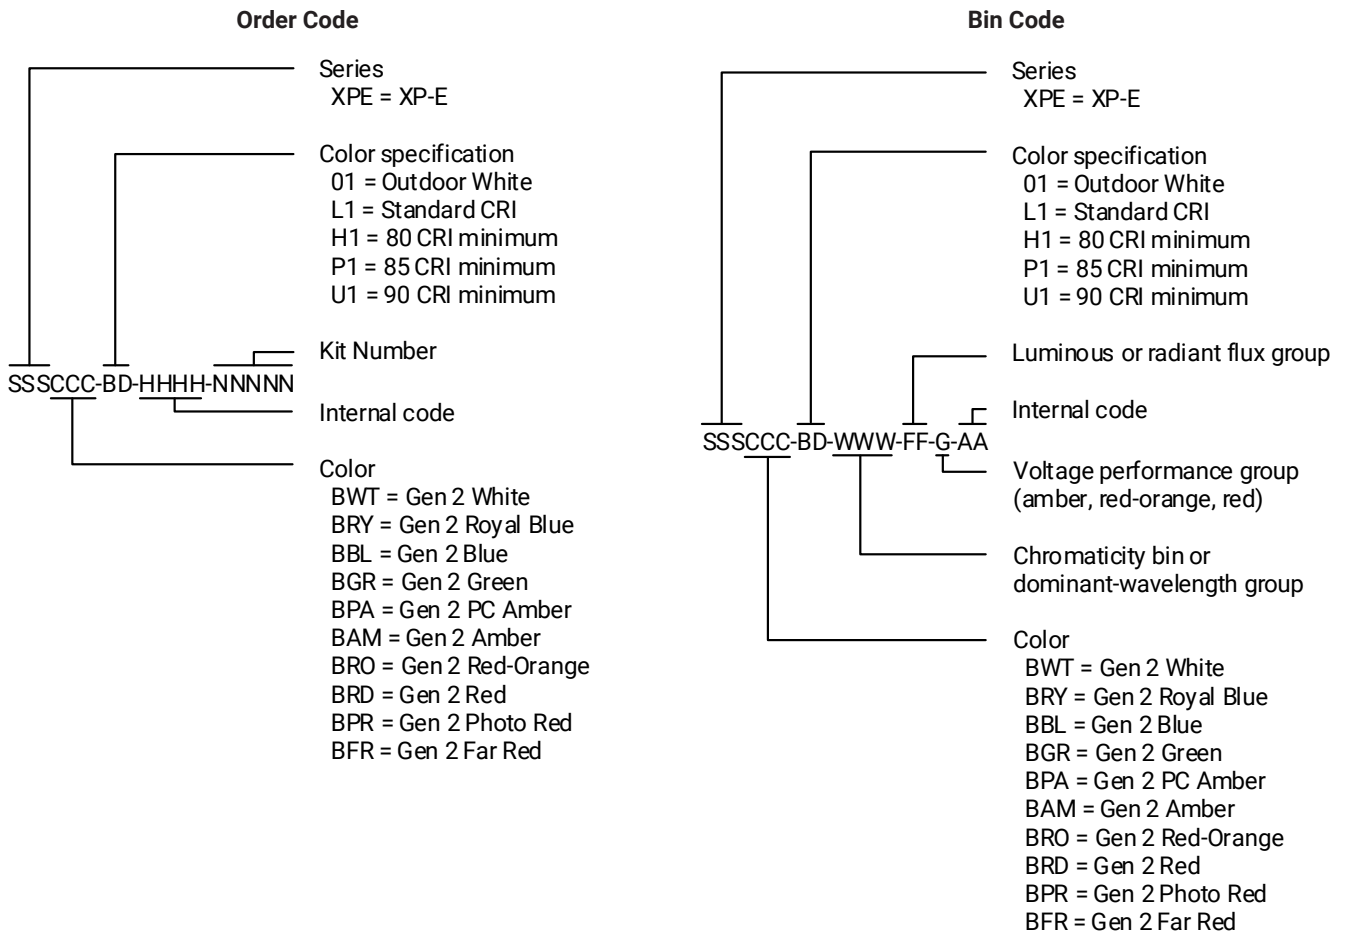 Order Code
Series
XPE = XP-E
Color specification
01 = Outdoor White
L1 = Standard CRI
H1 = 80 CRI minimum
P1 = 85 CRI minimum
U1 = 90 CRI minimum
Kit Number
SSSCCC-BD-HHHH-NNNNN
Internal code
Color
BWT = Gen 2 White
BRY = Gen 2 Royal Blue
BBL = Gen 2 Blue
BGR = Gen 2 Green
BPA = Gen 2 PC Amber
BAM = Gen 2 Amber
BRO = Gen 2 Red-Orange
BRD = Gen 2 Red
BPR = Gen 2 Photo Red
BFR = Gen 2 Far Red
Bin Code
Series
XPE = XP-E
Color specification
01 = Outdoor White
L1 = Standard CRI
H1 = 80 CRI minimum
P1 = 85 CRI minimum
U1 = 90 CRI minimum
Luminous or radiant flux group
Internal code
SSSCCC-BD-WWW-FF-G-AA
Voltage performance group
(amber, red-orange, red)
Chromaticity bin or
dominant-wavelength group
Color
BWT = Gen 2 White
BRY = Gen 2 Royal Blue
BBL = Gen 2 Blue
BGR = Gen 2 Green
BPA = Gen 2 PC Amber
BAM = Gen 2 Amber
BRO = Gen 2 Red-Orange
BRD = Gen 2 Red
BPR = Gen 2 Photo Red
BFR = Gen 2 Far Red